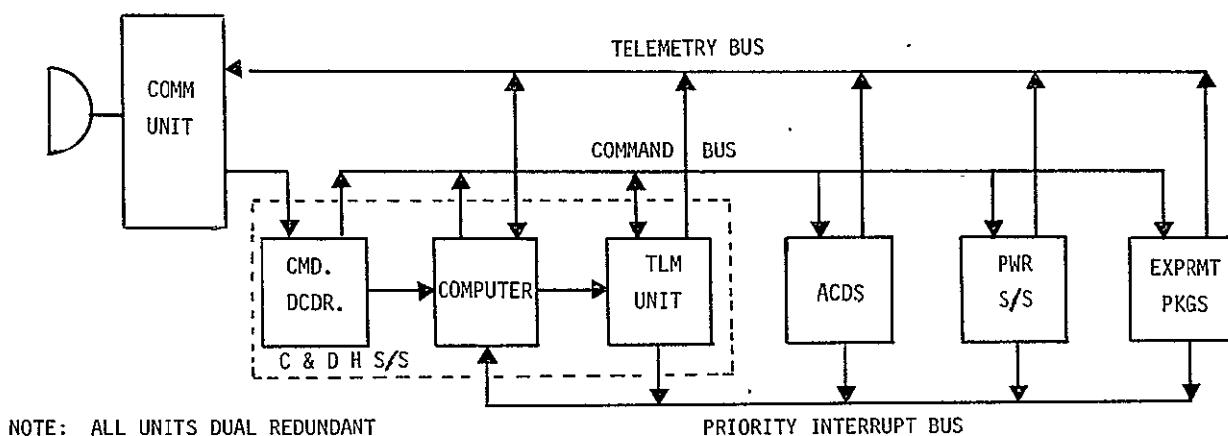 TELEMETRY BUS
COMM
UNIT
COMMAND BUS
CMD.
DCDR.
COMPUTER
TLM
UNIT
ACDS
PWR
S/S
EXPRMT
PKGS
C & D H S/S
NOTE: ALL UNITS DUAL REDUNDANT
PRIORITY INTERRUPT BUS